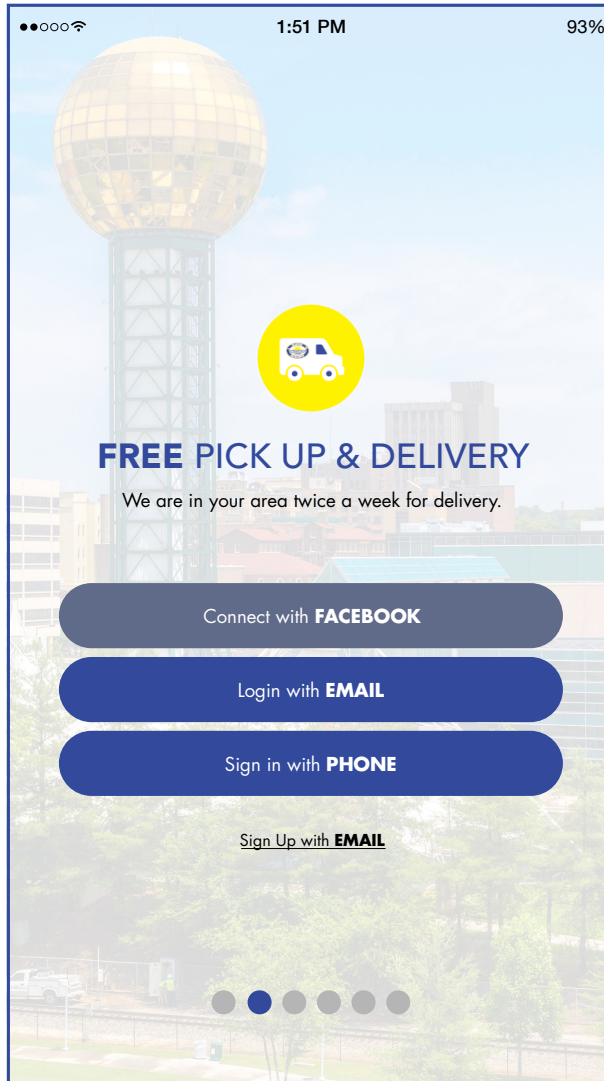 1:51 PM
93%
FREE PICK UP & DELIVERY
We are in your area twice a week for delivery.
Connect with FACEBOOK
Login with EMAIL
Sign in with PHONE
Sign Up with EMAIL